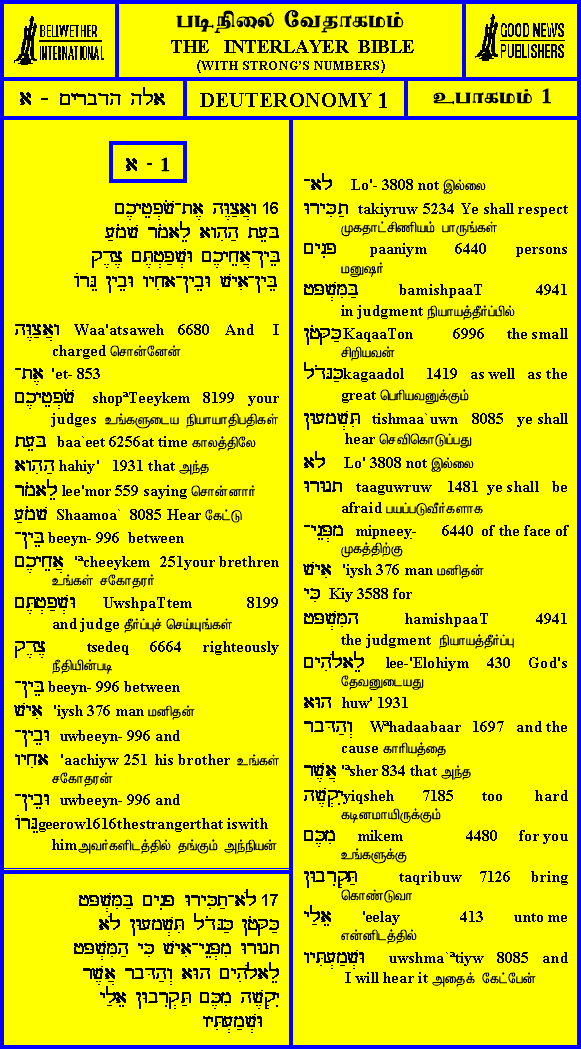 BELLWETHER
INTERNATIONAL
படிநிலை வேதாகமம்
THE INTERLAYER BIBLE
(WITH STRONG'S NUMBERS)
GOOD NEWS
PUBLISHERS
אלה הדברים - א
DEUTERONOMY 1
உபாகமம் 1
א - 1
16 וָאֲצַוֶּה אֶת־שֹׁפְטֵיכֶם
בָּעֵת הַהִוא לֵאמֹר שָׁמֹעַ
בֵּין־אֲחֵיכֶם וּשְׁפַטְתֶּם צֶדֶק
בֵּין־אִישׁ וּבֵין־אָחִיו וּבֵין גֵּרוֹ
וָאֲצַוֶּה Waa'atsaweh 6680 And I
charged சொன்னேன்
אֶת־ 'et- 853
שֹׁפְטֵיכֶם shopªTeeykem 8199 your
judges உங்களுடைய நியாயாதிபதிகள்
בָּעֵת baa`eet 6256at time காலத்திலே
הַהִוא hahiy' 1931 that அந்த
לֵאמֹר lee'mor 559 saying சொன்னார்
שָׁמֹעַ Shaamoa` 8085 Hear கேட்டு
בֵּין־ beeyn- 996 between
אֲחֵיכֶם 'ªcheeykem 251your brethren
உங்கள் சகோதரர்
וּשְׁפַטְתֶּם UwshpaTtem 8199
and judge தீர்ப்புச் செய்யுங்கள்
צֶדֶק tsedeq 6664 righteously
நீதியின்படி
בֵּין־ beeyn- 996 between
אִישׁ 'iysh 376 man மனிதன்
וּבֵין־ uwbeeyn- 996 and
אָחִיו 'aachiyw 251 his brother உங்கள்
சகோதரன்
וּבֵין־ uwbeeyn- 996 and
גֵּרוֹgeerow1616thestrangerthat iswith
himஅவர்களிடத்தில் தங்கும் அந்நியன்
17 לֹא־תַכִּירוּ פָנִים בַּמִּשְׁפָּט
כַּקָּטֹן כַּגָּדֹל תִּשְׁמָעוּן לֹא
תָגוּרוּ מִפְּנֵי־אִישׁ כִּי הַמִּשְׁפָּט
לֵאלֹהִים הוּא וְהַדָּבָר אֲשֶׁר
יִקְשֶׁה מִכֶּם תַּקְרִבוּן אֵלַי
וּשְׁמַעְתִּיו
לֹא־ Lo'- 3808 not இல்லை
תַכִּירוּ takiyruw 5234 Ye shall respect
முகதாட்சிணியம் பாருங்கள்
פָנִים paaniym 6440 persons
மனுஷர்
בַּמִּשְׁפָּט bamishpaaT 4941
in judgment நியாயத்தீர்ப்பில்
כַּקָּטֹןKaqaaTon 6996 the small
சிறியவன்
כַּגָּדֹלkagaadol 1419 as well as the
great பெரியவனுக்கும்
תִּשְׁמָעוּן tishmaa`uwn 8085 ye shall
hear செவிகொடுப்பது
לֹא Lo' 3808 not இல்லை
תָגוּרוּ taaguwruw 1481 ye shall be
afraid பயப்படுவீர்களாக
מִפְּנֵי־ mipneey- 6440 of the face of
முகத்திற்கு
אִישׁ 'iysh 376 man மனிதன்
כִּי Kiy 3588 for
הַמִּשְׁפָּט hamishpaaT 4941
the judgment நியாயத்தீர்ப்பு
לֵאלֹהִים lee-'Elohiym 430 God's
தேவனுடையது
הוּא huw' 1931
וְהַדָּבָר Wªhadaabaar 1697 and the
cause காரியத்தை
אֲשֶׁר 'ªsher 834 that அந்த
יִקְשֶׁהyiqsheh 7185 too hard
கடினமாயிருக்கும்
מִכֶּם mikem 4480 for you
உங்களுக்கு
תַּקְרִבוּן taqribuw 7126 bring
கொண்டுவா
אֵלַי 'eelay 413 unto me
என்னிடத்தில்
וּשְׁמַעְתִּיו uwshma`ªtiyw 8085 and
I will hear it அதைக் கேட்பேன்